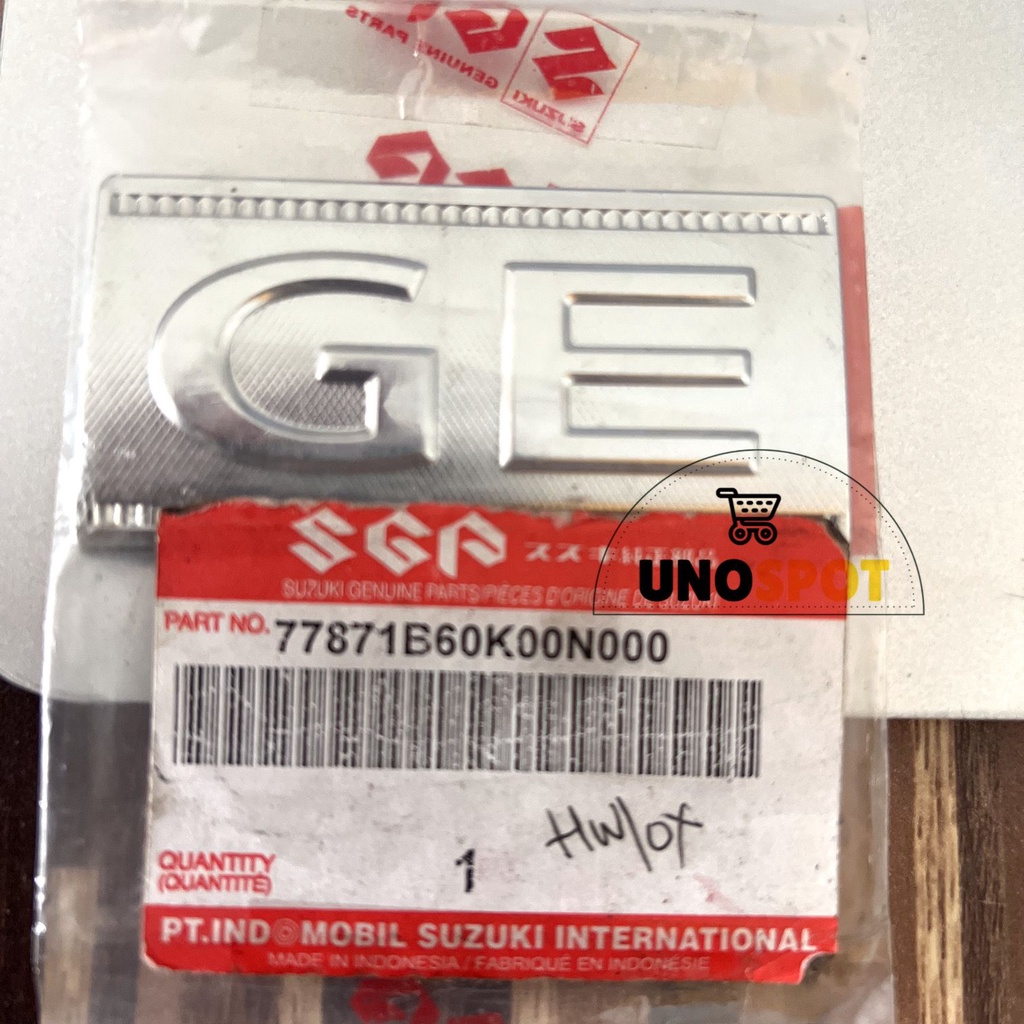 GENUINE PARTS
SUZUKI
GE
SGP
SUZUKI GENUINE PARTS/PIÈCES D'ORIGINE DE SUZUKI
UNOSPOT
PART NO. 77871B60K00N000
HW/OX
QUANTITY
(QUANTITÉ)
1
PT.INDOMOBIL SUZUKI INTERNATIONAL
MADE IN INDONESIA / FABRIQUÉ EN INDONÉSIE